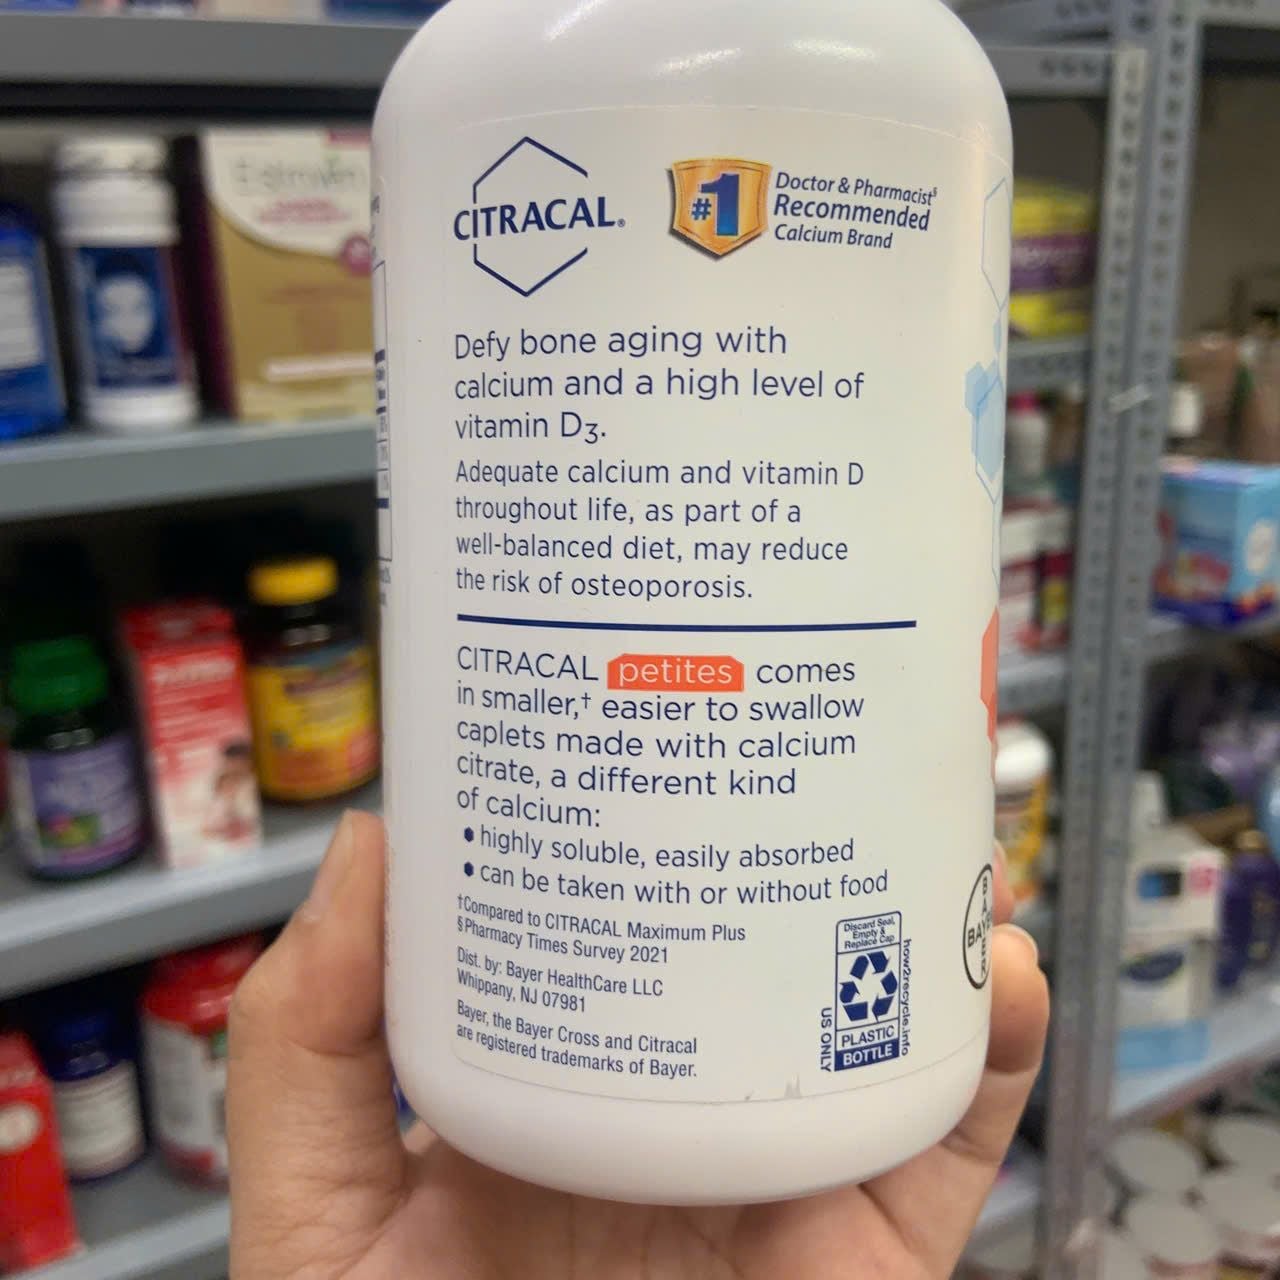 CITRACAL®
#1
Doctor & Pharmacist§
Recommended
Calcium Brand
Defy bone aging with
calcium and a high level of
vitamin D3.
Adequate calcium and vitamin D
throughout life, as part of a
well-balanced diet, may reduce
the risk of osteoporosis.
CITRACAL petites comes
in smaller,† easier to swallow
caplets made with calcium
citrate, a different kind
of calcium:
• highly soluble, easily absorbed
• can be taken with or without food
†Compared to CITRACAL Maximum Plus
§Pharmacy Times Survey 2021
Dist. by: Bayer HealthCare LLC
Whippany, NJ 07981
Bayer, the Bayer Cross and Citracal
are registered trademarks of Bayer.
Discard Seal,
Empty &
Replace Cap
PLASTIC
BOTTLE
US ONLY
how2recycle.info
BAYER
BAYER
Estroven